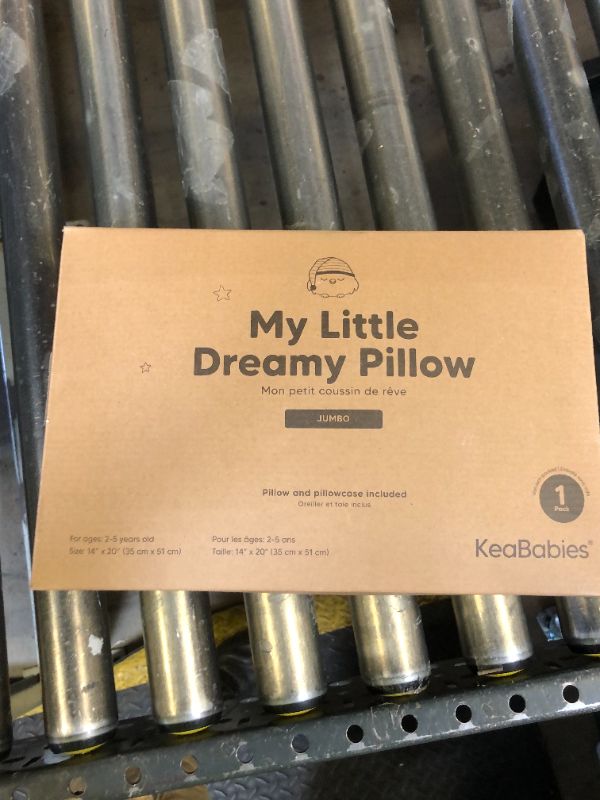 My Little
Dreamy Pillow
Mon petit coussin de rêve
JUMBO
Pillow and pillowcase included
Oreiller et taie inclus
1
Pack
For ages: 2-5 years old
Size: 14" x 20" (35 cm x 51 cm)
Pour les âges: 2-5 ans
Taille: 14" x 20" (35 cm x 51 cm)
KeaBabies®